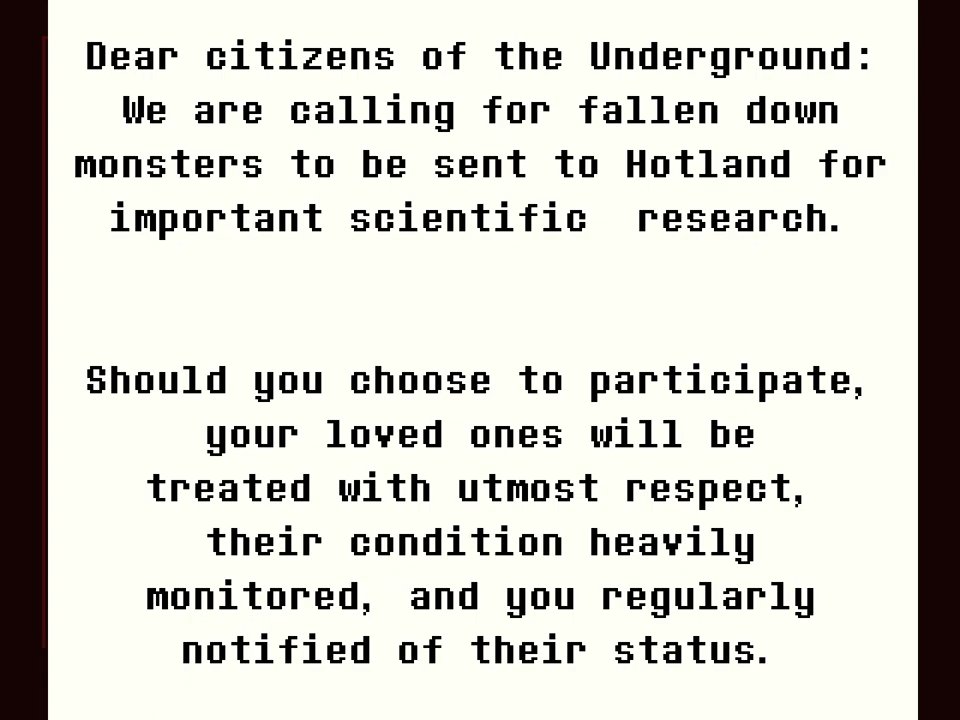 Dear citizens of the Underground:
We are calling for fallen down
monsters to be sent to Hotland for
important scientific research.
Should you choose to participate,
your loved ones will be
treated with utmost respect,
their condition heavily
monitored, and you regularly
notified of their status.